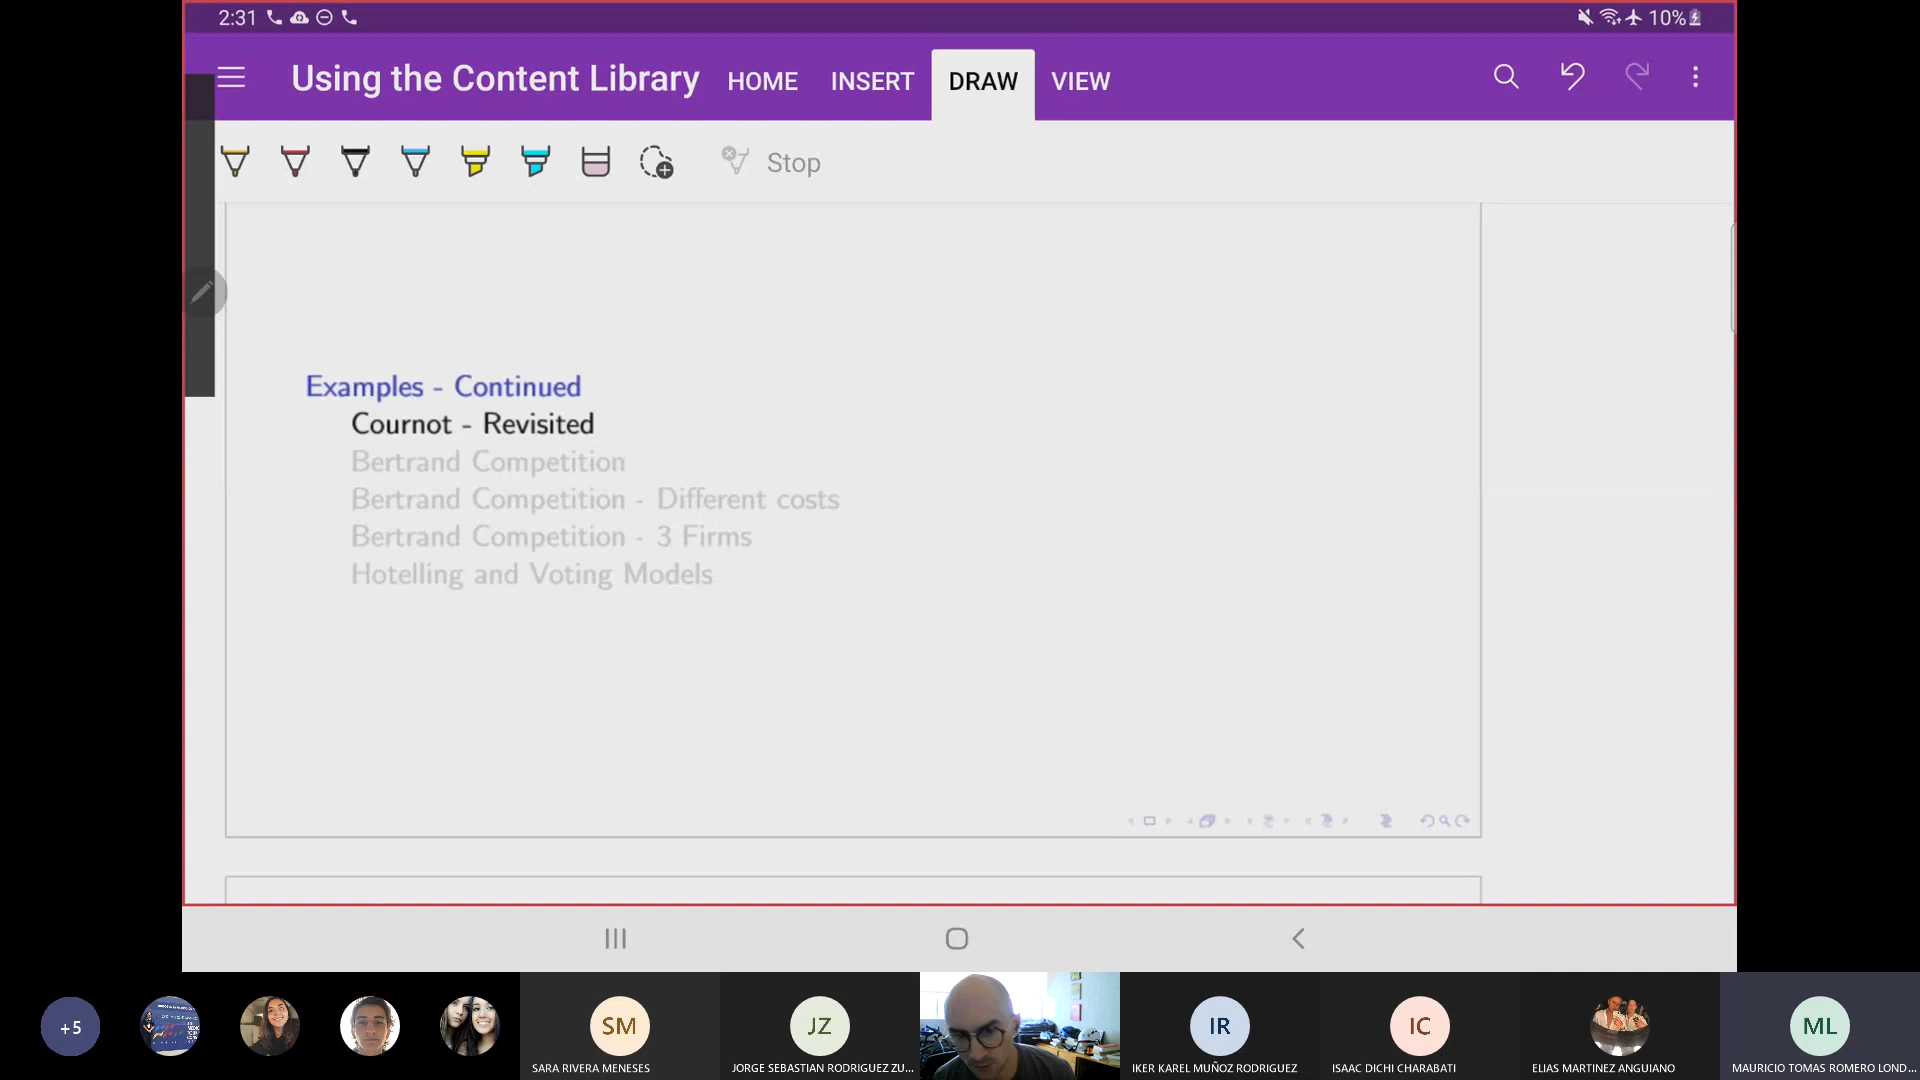 2:31
10%
Using the Content Library
HOME
INSERT
DRAW
VIEW
Stop
Examples - Continued
Cournot - Revisited
Bertrand Competition
Bertrand Competition - Different costs
Bertrand Competition - 3 Firms
Hotelling and Voting Models
+5
SM
JZ
IR
IC
ML
SARA RIVERA MENESES
JORGE SEBASTIAN RODRIGUEZ ZU...
IKER KAREL MUÑOZ RODRIGUEZ
ISAAC DICHI CHARABATI
ELIAS MARTINEZ ANGUIANO
MAURICIO TOMAS ROMERO LOND...